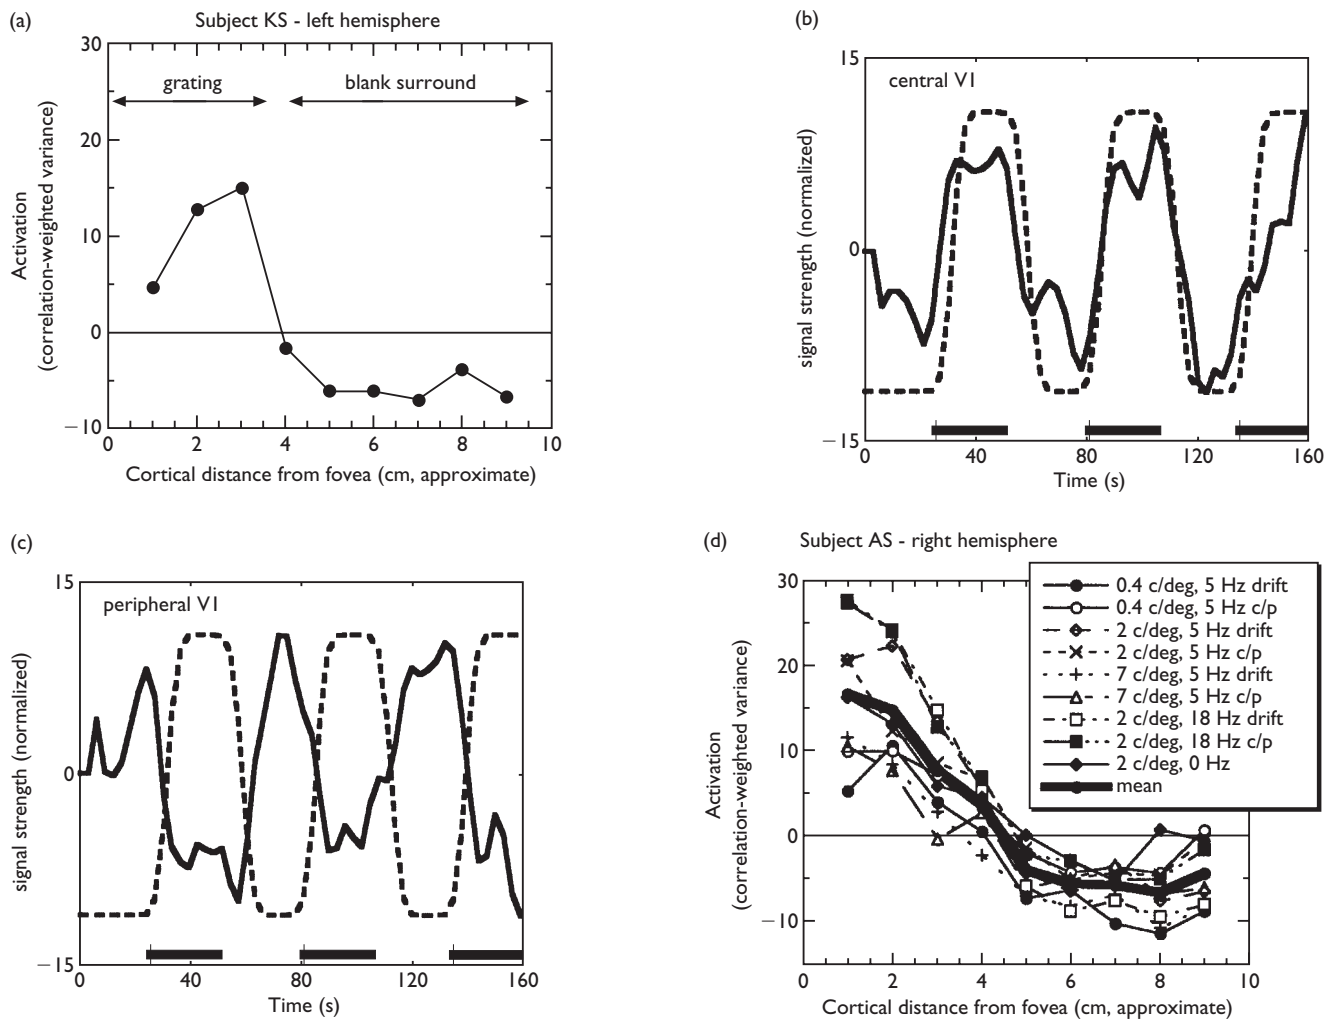 (a)
Subject KS - left hemisphere
30
20
10
0
−10
grating
blank surround
Activation
(correlation-weighted variance)
0 2 4 6 8 10
Cortical distance from fovea (cm, approximate)
(b)
15
0
−15
central V1
signal strength (normalized)
0 40 80 120 160
Time (s)
(c)
15
0
−15
peripheral V1
signal strength (normalized)
0 40 80 120 160
Time (s)
(d)
Subject AS - right hemisphere
30
20
10
0
−10
Activation
(correlation-weighted variance)
0.4 c/deg, 5 Hz drift
0.4 c/deg, 5 Hz c/p
2 c/deg, 5 Hz drift
2 c/deg, 5 Hz c/p
7 c/deg, 5 Hz drift
7 c/deg, 5 Hz c/p
2 c/deg, 18 Hz drift
2 c/deg, 18 Hz c/p
2 c/deg, 0 Hz
mean
0 2 4 6 8 10
Cortical distance from fovea (cm, approximate)